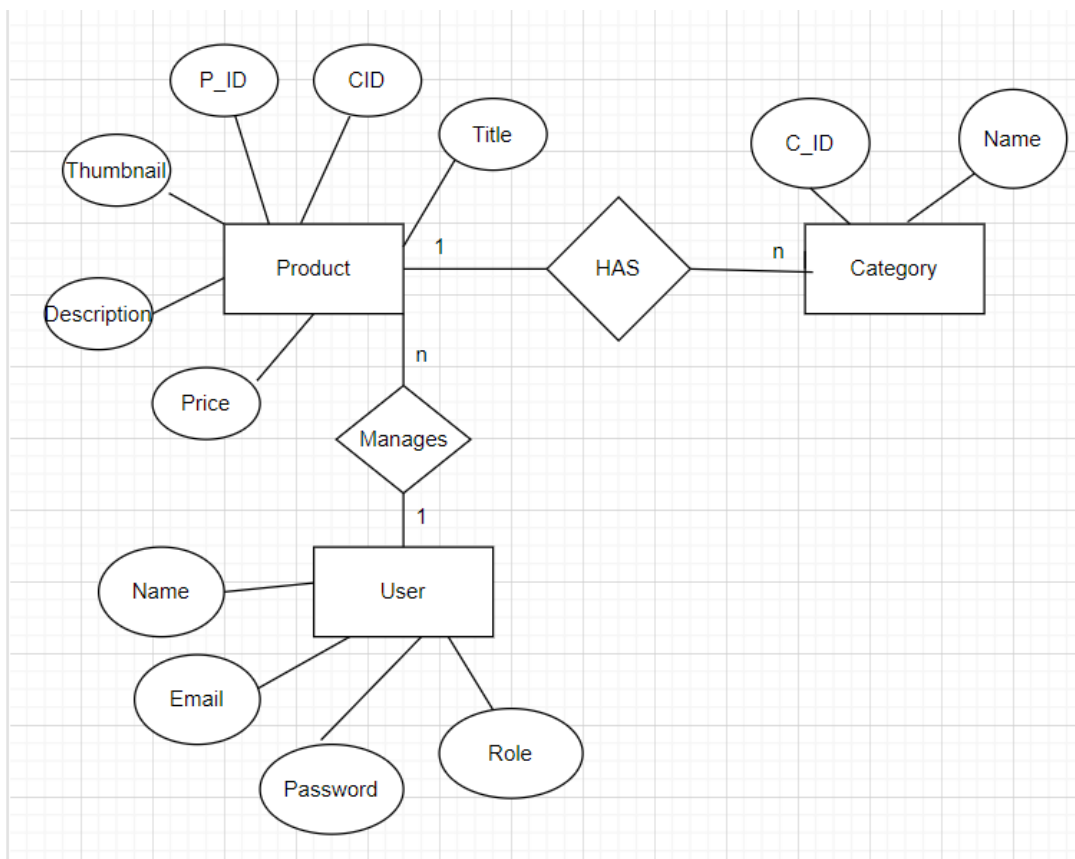 P_ID
CID
Title
C_ID
Name
Thumbnail
1
n
Product
HAS
Category
Description
n
Price
Manages
1
Name
User
Email
Role
Password